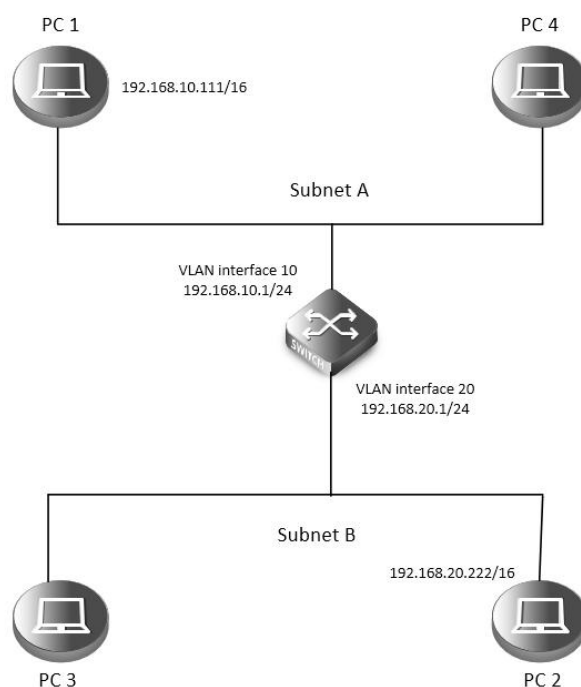 PC 1
PC 4
192.168.10.111/16
Subnet A
VLAN interface 10
192.168.10.1/24
SWITCH
VLAN interface 20
192.168.20.1/24
Subnet B
192.168.20.222/16
PC 3
PC 2